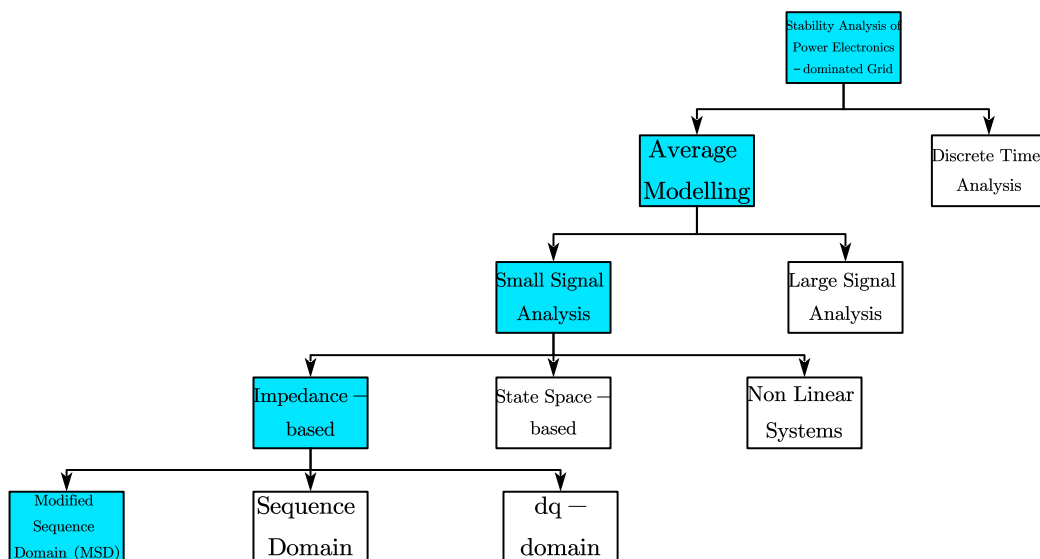 Stability Analysis of
Power Electronics
−dominated Grid
Average
Modelling
Discrete Time
Analysis
Small Signal
Analysis
Large Signal
Analysis
Impedance −
based
State Space −
based
Non Linear
Systems
Modified
Sequence
Domain (MSD)
Sequence
Domain
dq −
domain